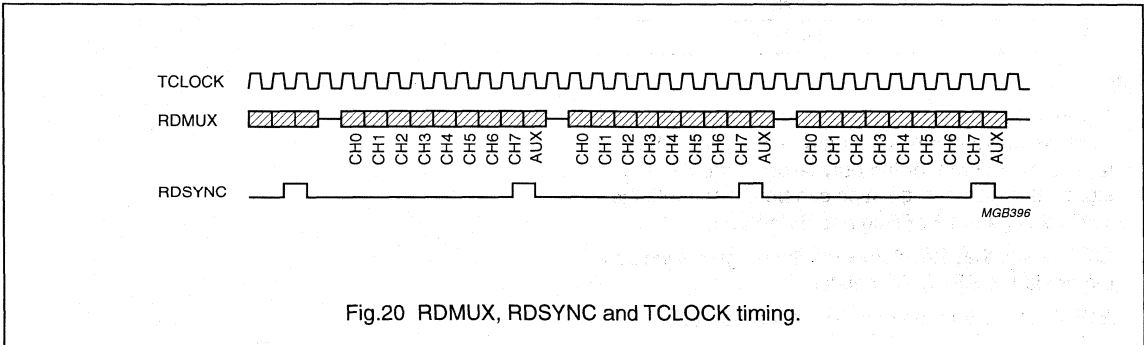 TCLOCK
RDMUX
CH0 CH1 CH2 CH3 CH4 CH5 CH6 CH7 AUX CH0 CH1 CH2 CH3 CH4 CH5 CH6 CH7 AUX CH0 CH1 CH2 CH3 CH4 CH5 CH6 CH7 AUX
RDSYNC
MGB396
Fig.20 RDMUX, RDSYNC and TCLOCK timing.